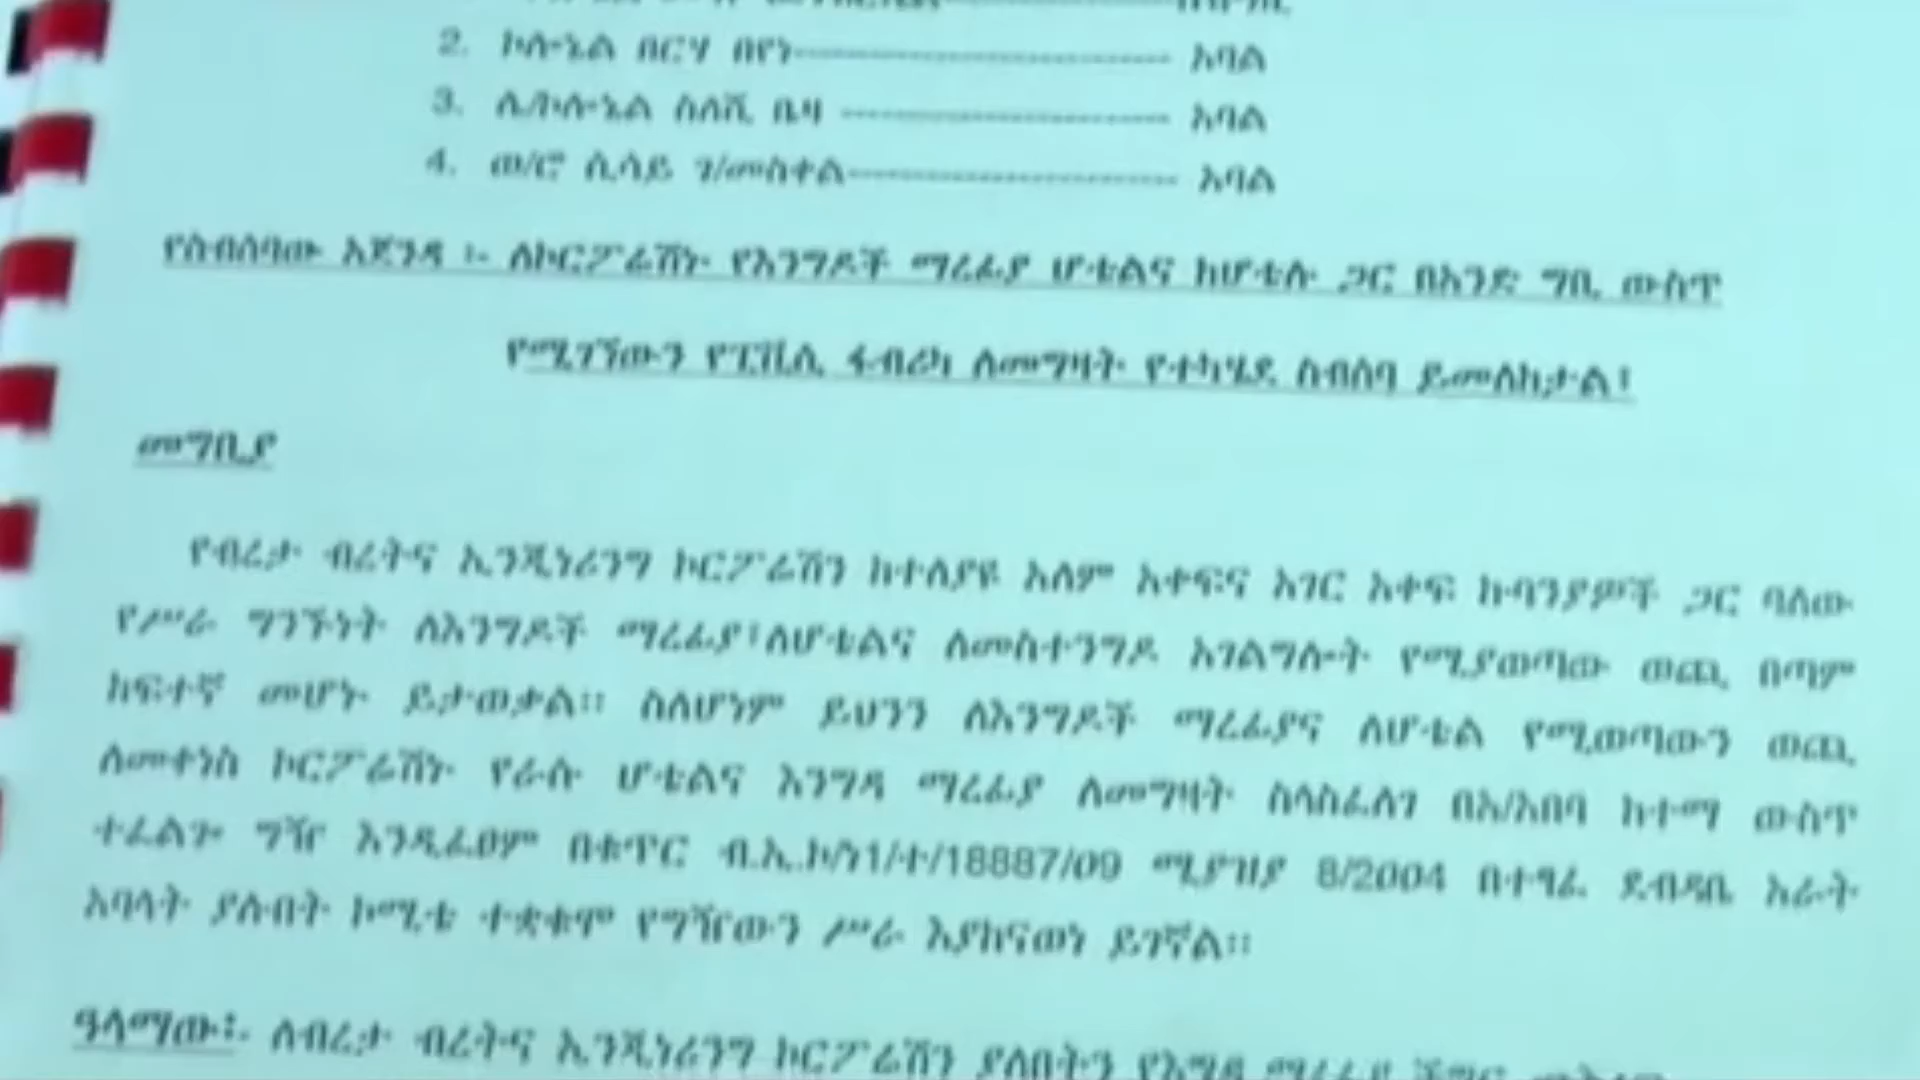 2. ኮሎኔል በርሃ በየነ---------------------------------- አባል
3. ሌ/ኮሎኔል ስለሺ ቤዛ ------------------------------ አባል
4. ወ/ሮ ሲሳይ ገ/መስቀል------------------------------ አባል
የስብሰባው አጀንዳ ፡- ለኮርፖሬሽኑ የእንግዶች ማረፊያ ሆቴልና ከሆቴሉ ጋር በአንድ ግቢ ውስጥ
የሚገኘውን የፒቪሲ ፋብሪካ ለመግዛት የተካሄደ ስብሰባ ይመለከታል፤
መግቢያ
የብረታ ብረትና ኢንጂነሪንግ ኮርፖሬሽን ከተለያዩ አለም አቀፍና አገር አቀፍ ኩባንያዎች ጋር ባለው
የሥራ ግንኙነት ለእንግዶች ማረፊያ፤ለሆቴልና ለመስተንግዶ አገልግሎት የሚያወጣው ወጪ በጣም
ከፍተኛ መሆኑ ይታወቃል። ስለሆነም ይህንን ለእንግዶች ማረፊያና ለሆቴል የሚወጣውን ወጪ
ለመቀነስ ኮርፖሬሽኑ የራሱ ሆቴልና እንግዳ ማረፊያ ለመግዛት ስላስፈለገ በአ/አበባ ከተማ ውስጥ
ተፈልጎ ግዥ እንዲፈፀም በቁጥር ብ.ኢ.ኮ/ን1/ተ/18887/09 ሚያዝያ 8/2004 በተፃፈ ደብዳቤ አራት
አባላት ያሉበት ኮሚቴ ተቋቁሞ የግዥውን ሥራ እያከናወነ ይገኛል።
ዓላማው፤- ለብረታ ብረትና ኢንጂነሪንግ ኮርፖሬሽን ያለበትን